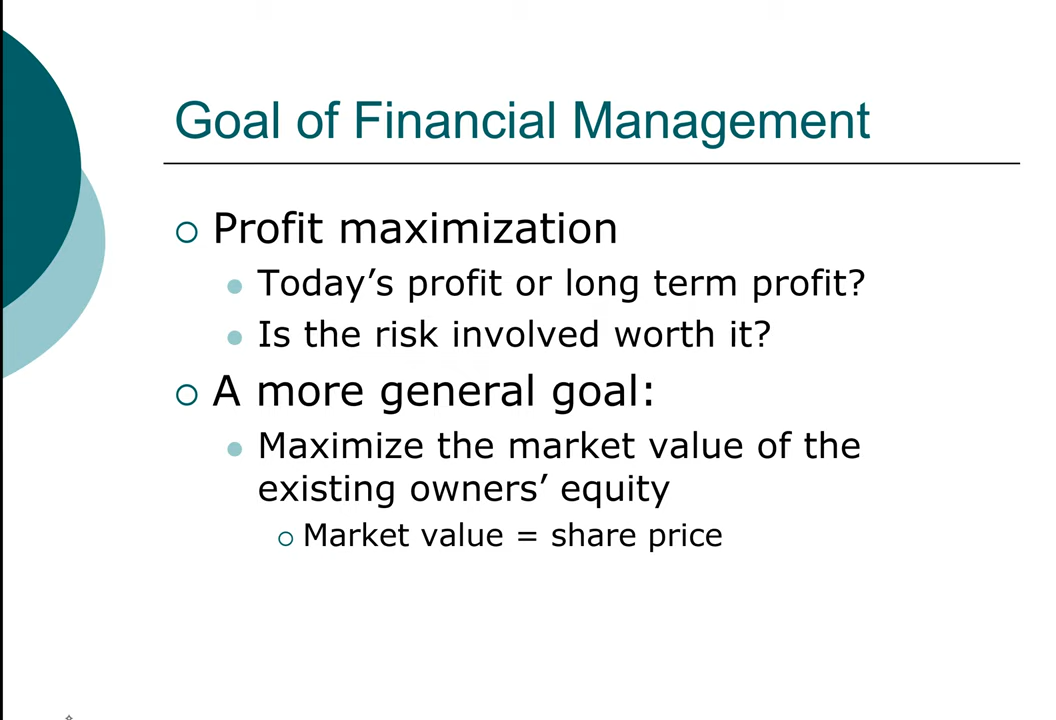 Goal of Financial Management
Profit maximization
Today’s profit or long term profit?
Is the risk involved worth it?
A more general goal:
Maximize the market value of the
existing owners’ equity
Market value = share price